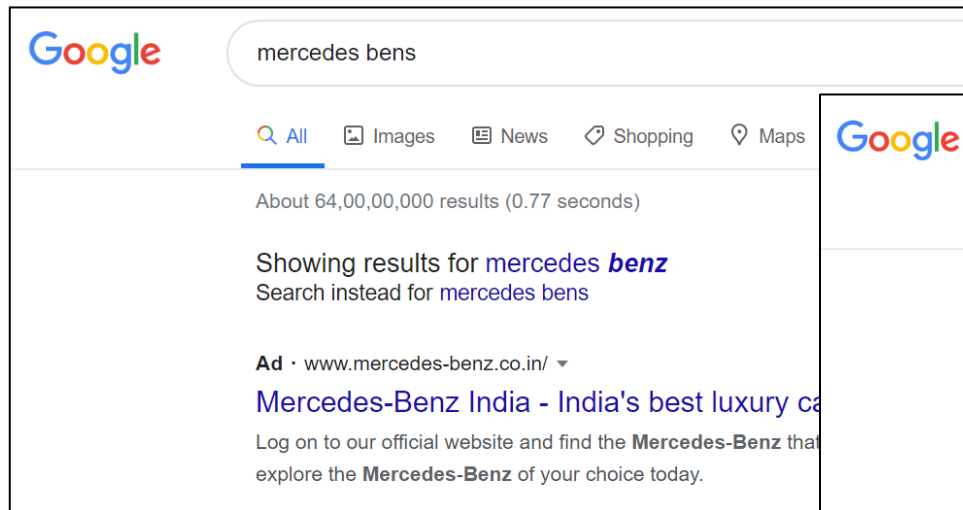 Google
mercedes bens
All Images News Shopping Maps
Google
About 64,00,00,000 results (0.77 seconds)
Showing results for mercedes benz
Search instead for mercedes bens
Ad · www.mercedes-benz.co.in/
Mercedes-Benz India - India's best luxury ca
Log on to our official website and find the Mercedes-Benz that
explore the Mercedes-Benz of your choice today.